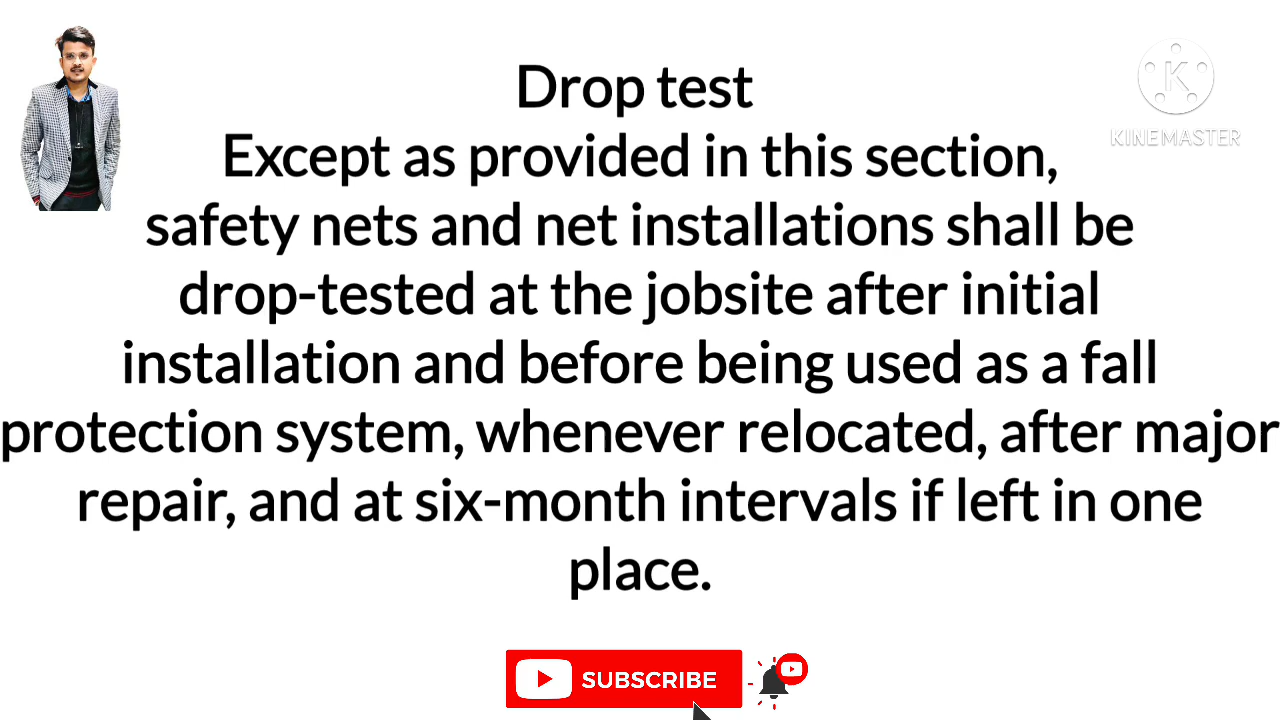 Drop test
Except as provided in this section,
safety nets and net installations shall be
drop-tested at the jobsite after initial
installation and before being used as a fall
protection system, whenever relocated, after major
repair, and at six-month intervals if left in one
place.
K
KINEMASTER
SUBSCRIBE